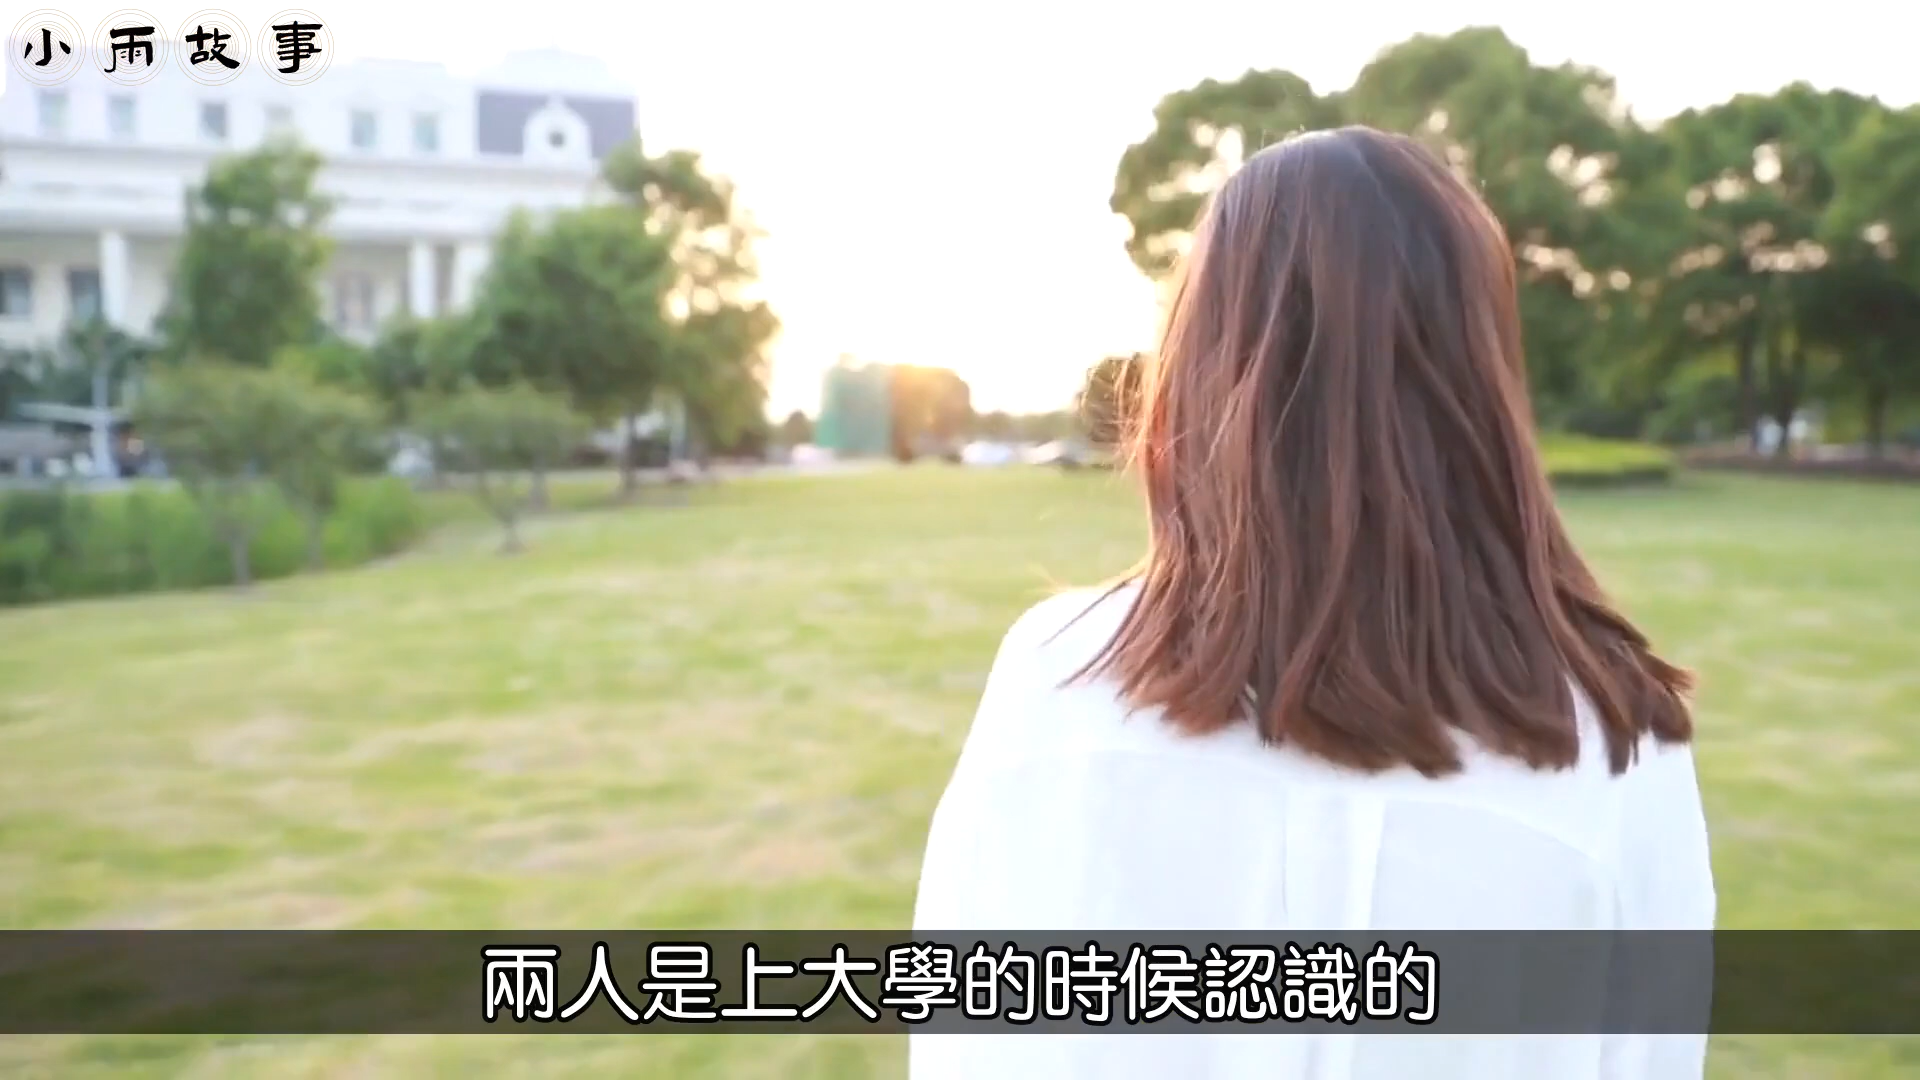 小雨故事
兩人是上大學的時候認識的